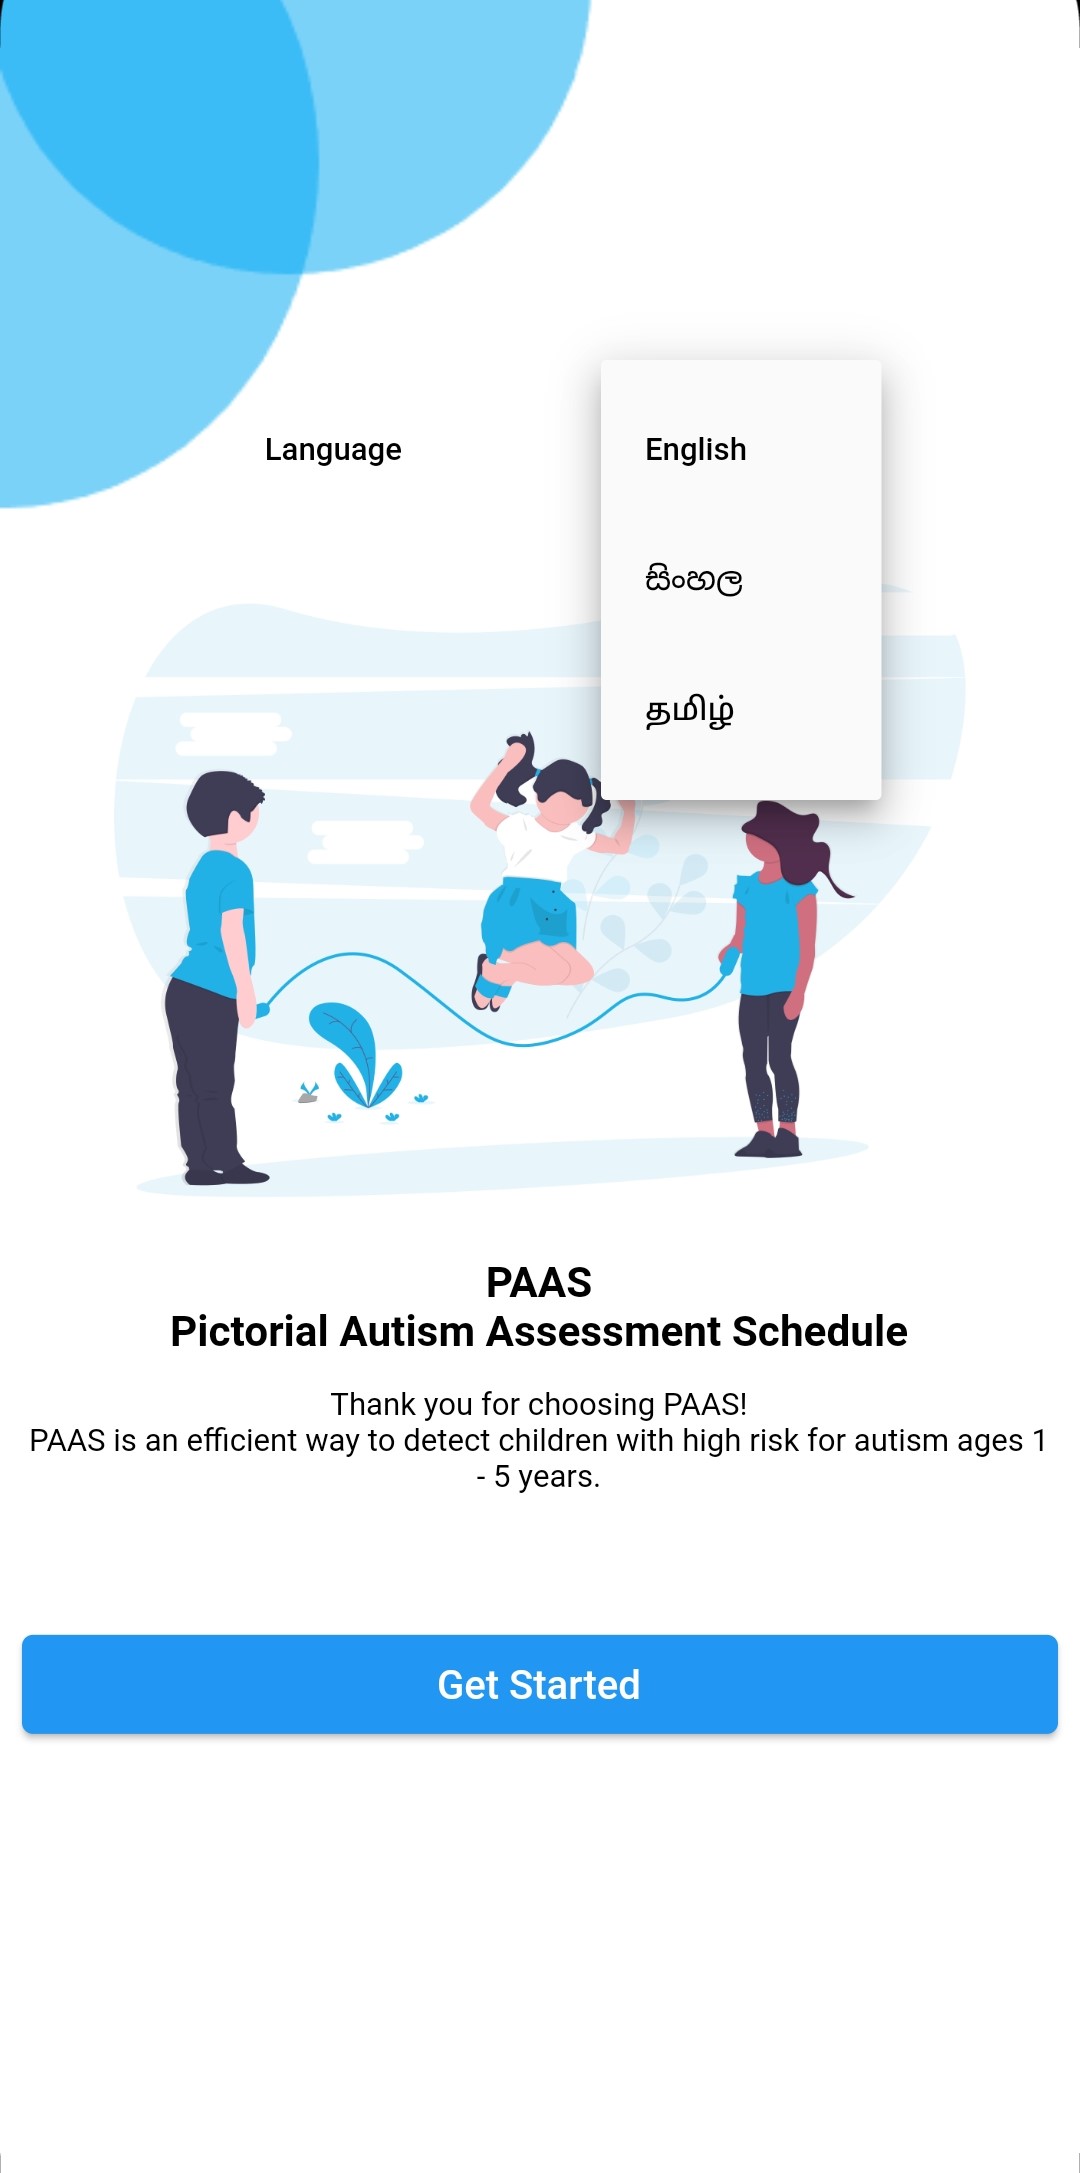 Language
English
සිංහල
தமிழ்
PAAS
Pictorial Autism Assessment Schedule
Thank you for choosing PAAS!
PAAS is an efficient way to detect children with high risk for autism ages 1
- 5 years.
Get Started